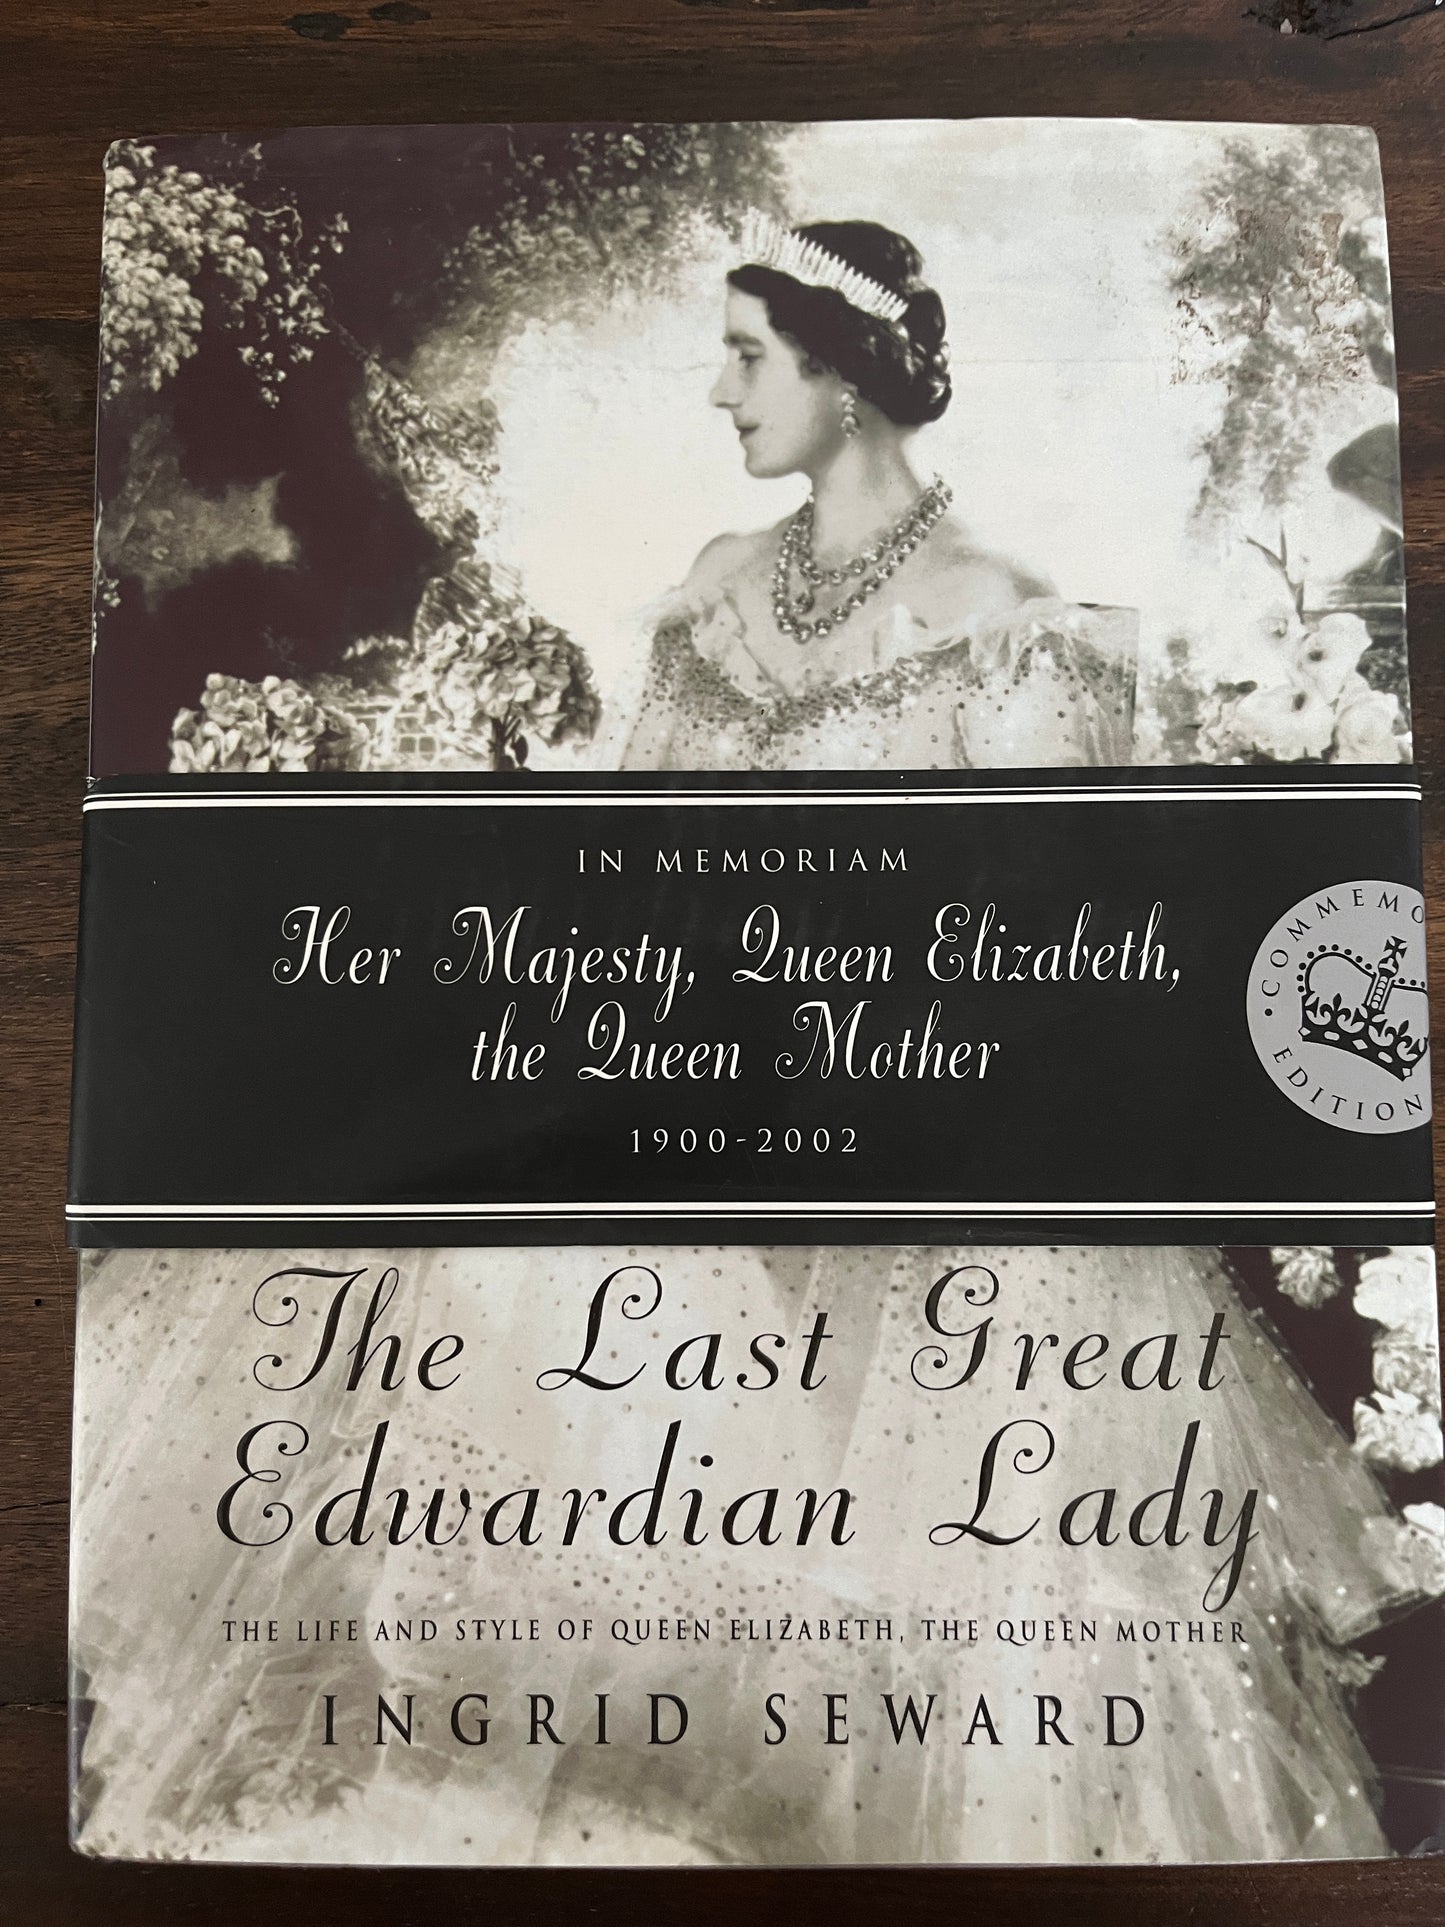 IN MEMORIAM
Her Majesty, Queen Elizabeth,
the Queen Mother
1900-2002
• COMMEMO
EDITION
The Last Great
Edwardian Lady
THE LIFE AND STYLE OF QUEEN ELIZABETH, THE QUEEN MOTHER
INGRID SEWARD